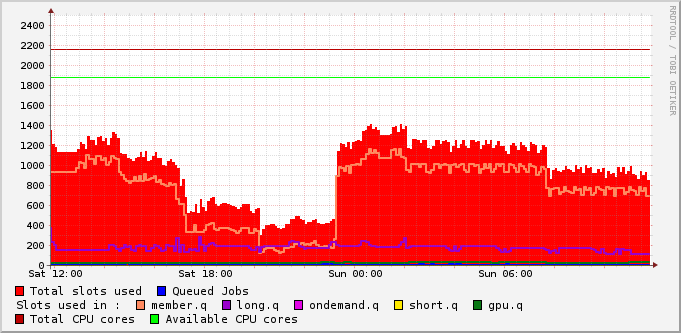 2400
2200
2000
1800
1600
1400
1200
1000
800
600
400
200
0
Sat 12:00 Sat 18:00 Sun 00:00 Sun 06:00
Total slots used Queued Jobs
Slots used in : member.q long.q ondemand.q short.q gpu.q
Total CPU cores Available CPU cores
RRDTOOL / TOBI OETIKER